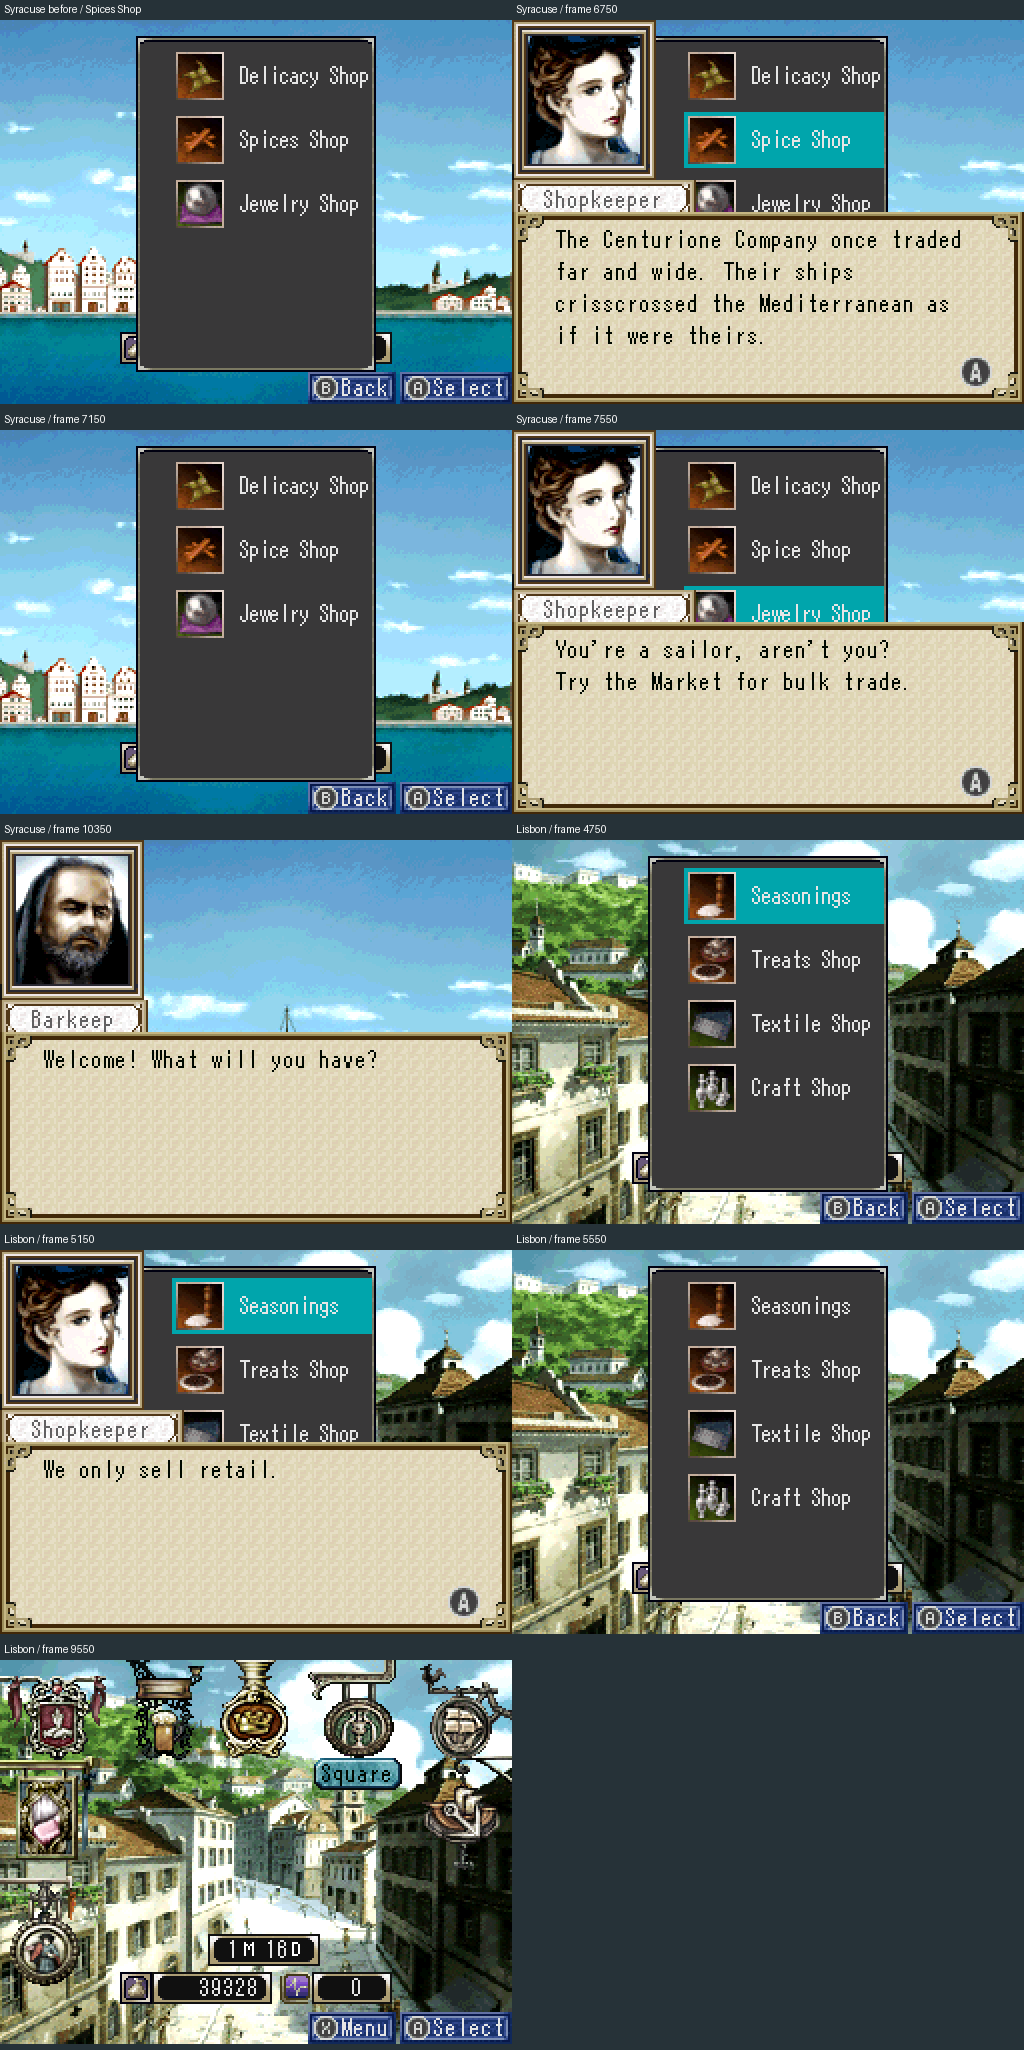 Syracuse before / Spices Shop
Delicacy Shop
Spices Shop
Jewelry Shop
B Back
A Select
Syracuse / frame 6750
Delicacy Shop
Spice Shop
Jewelry Shop
Shopkeeper
The Centurione Company once traded
far and wide. Their ships
crisscrossed the Mediterranean as
if it were theirs.
A
Syracuse / frame 7150
Delicacy Shop
Spice Shop
Jewelry Shop
B Back
A Select
Syracuse / frame 7550
Delicacy Shop
Spice Shop
Jewelry Shop
Shopkeeper
You're a sailor, aren't you?
Try the Market for bulk trade.
A
Syracuse / frame 10350
Barkeep
Welcome! What will you have?
Lisbon / frame 4750
Seasonings
Treats Shop
Textile Shop
Craft Shop
B Back
A Select
Lisbon / frame 5150
Seasonings
Treats Shop
Textile Shop
Shopkeeper
We only sell retail.
A
Lisbon / frame 5550
Seasonings
Treats Shop
Textile Shop
Craft Shop
B Back
A Select
Lisbon / frame 9550
Square
1M 18D
39328
0
X Menu
A Select